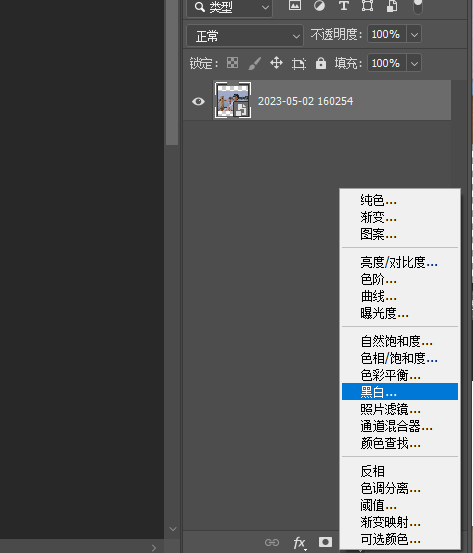 类型
正常
不透明度: 100%
锁定:
填充: 100%
2023-05-02 160254
纯色...
渐变...
图案...
亮度/对比度...
色阶...
曲线...
曝光度...
自然饱和度...
色相/饱和度...
色彩平衡...
黑白...
照片滤镜...
通道混合器...
颜色查找...
反相
色调分离...
阈值...
渐变映射...
可选颜色...
fx